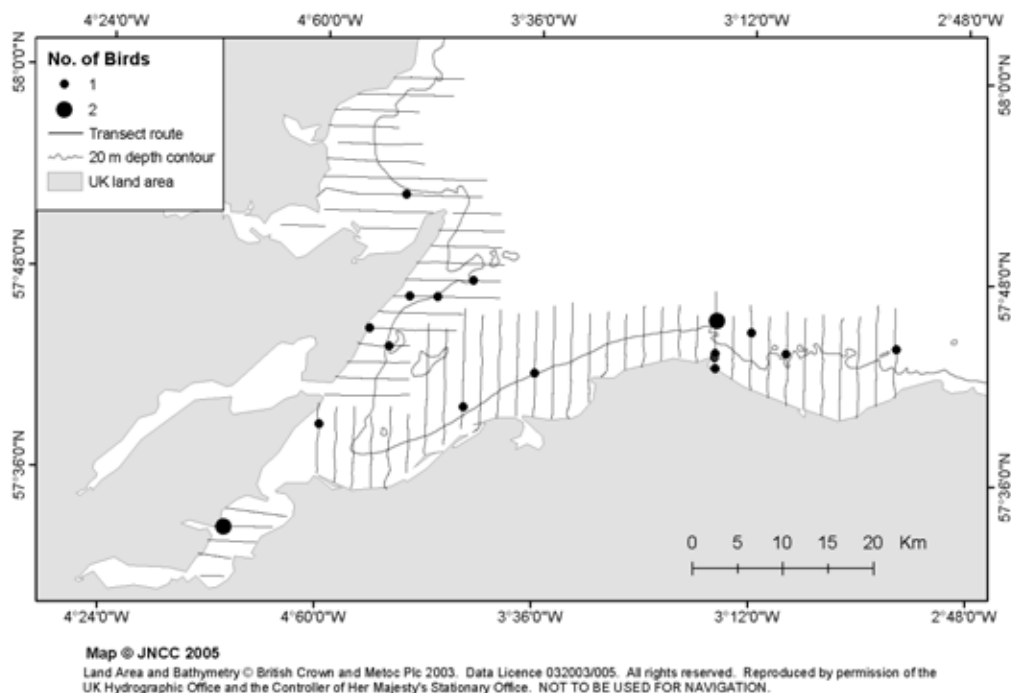 4°24'0"W 4°60'0"W 3°36'0"W 3°12'0"W 2°48'0"W
No. of Birds
1
2
Transect route
20 m depth contour
UK land area
58°0'0"N
58°0'0"N
57°48'0"N
57°48'0"N
57°36'0"N
57°36'0"N
0 5 10 15 20 Km
4°24'0"W 4°60'0"W 3°36'0"W 3°12'0"W 2°48'0"W
Map © JNCC 2005
Land Area and Bathymetry © British Crown and Metoc Plc 2003. Data Licence 032003/005. All rights reserved. Reproduced by permission of the
UK Hydrographic Office and the Controller of Her Majesty's Stationary Office. NOT TO BE USED FOR NAVIGATION.